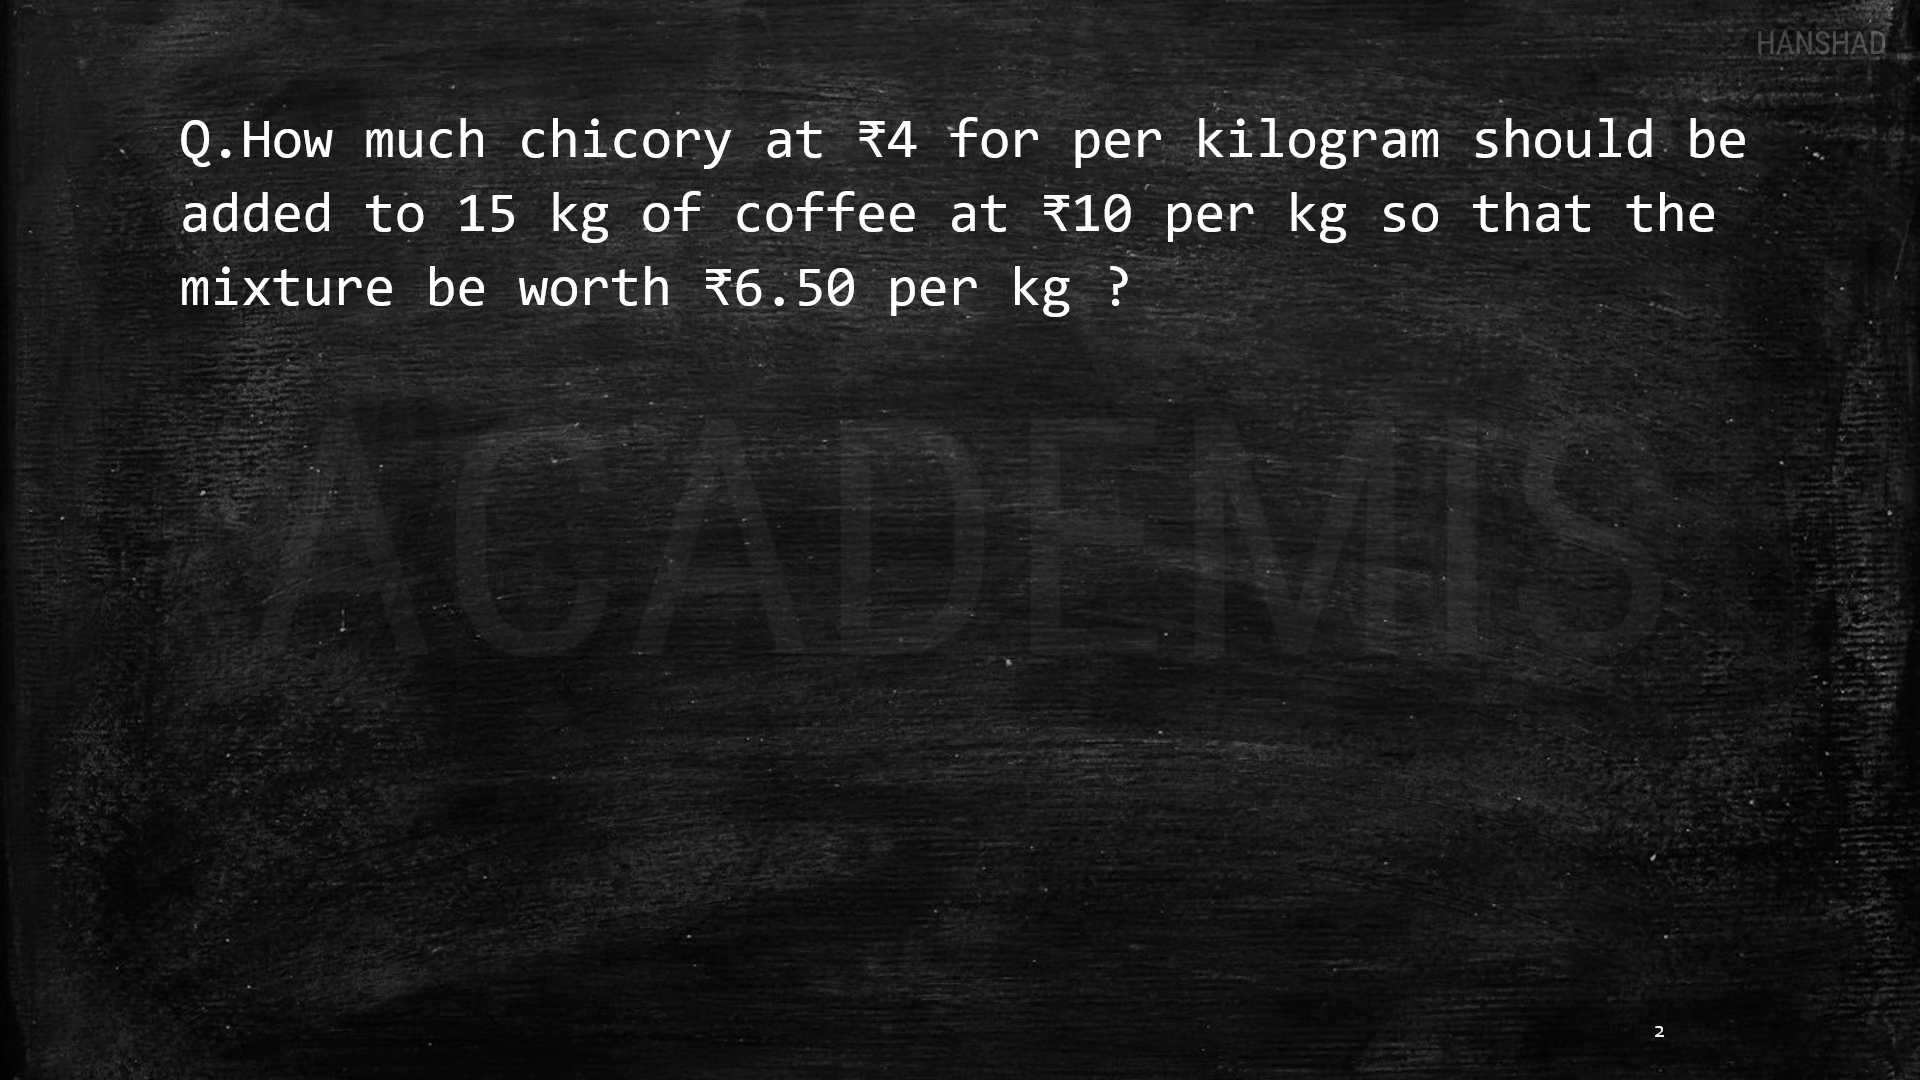 HANSHAD
Q.How much chicory at ₹4 for per kilogram should be
added to 15 kg of coffee at ₹10 per kg so that the
mixture be worth ₹6.50 per kg ?
ACADEMIS
2